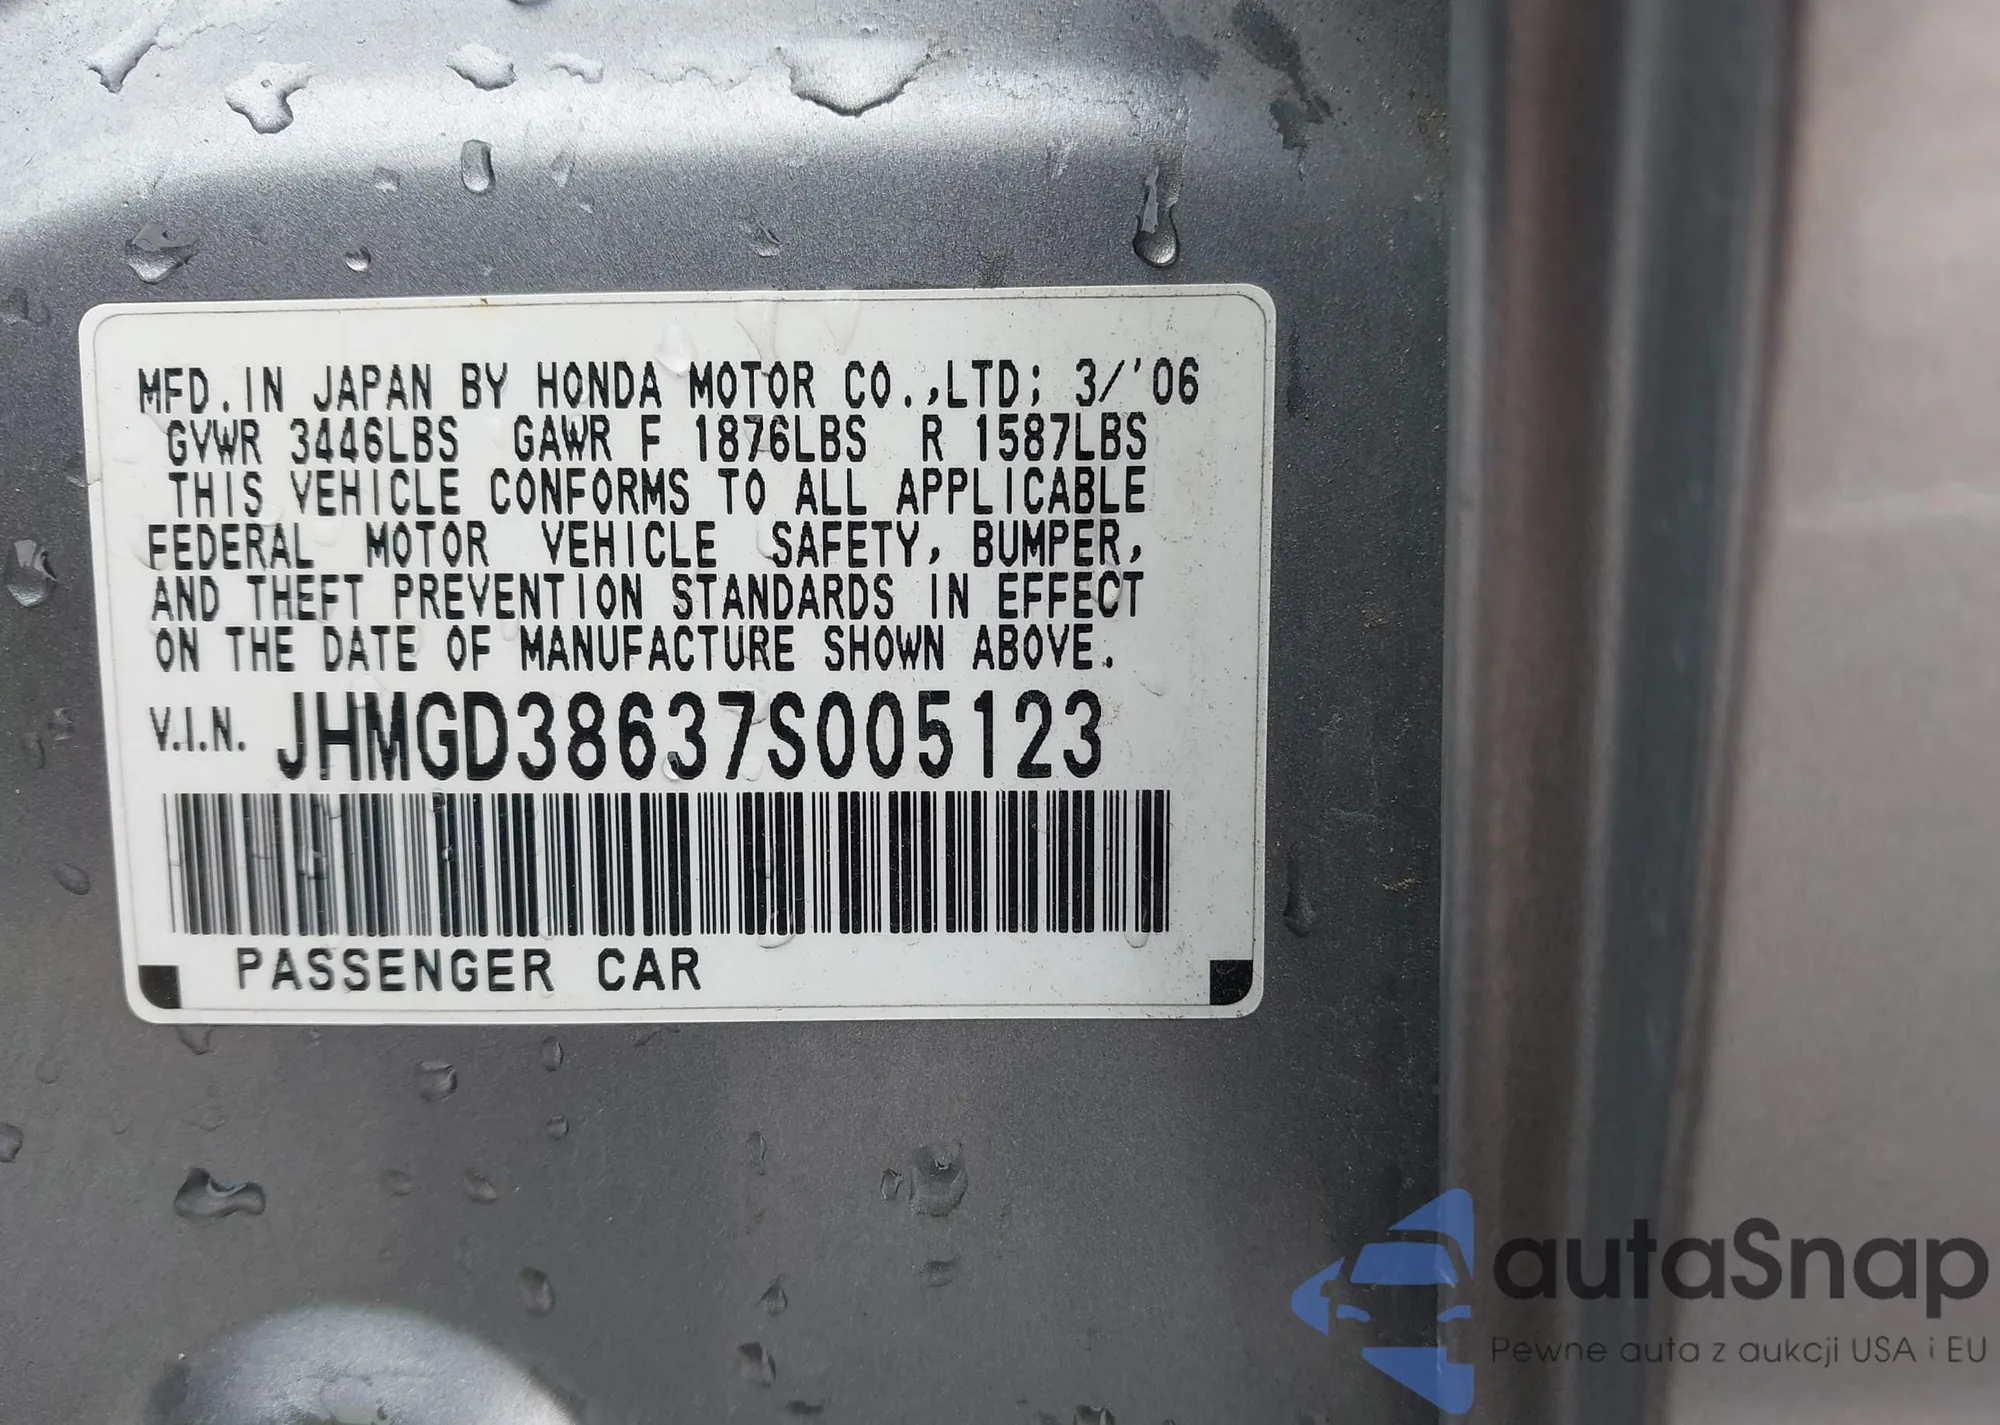 MFD. IN JAPAN BY HONDA MOTOR CO.,LTD; 3/'06
GVWR 3446LBS GAWR F 1876LBS R 1587LBS
THIS VEHICLE CONFORMS TO ALL APPLICABLE
FEDERAL MOTOR VEHICLE SAFETY, BUMPER,
AND THEFT PREVENTION STANDARDS IN EFFECT
ON THE DATE OF MANUFACTURE SHOWN ABOVE.
V.I.N. JHMGD38637S005123
PASSENGER CAR
autaSnap
Pewne auta z aukcji USA i EU